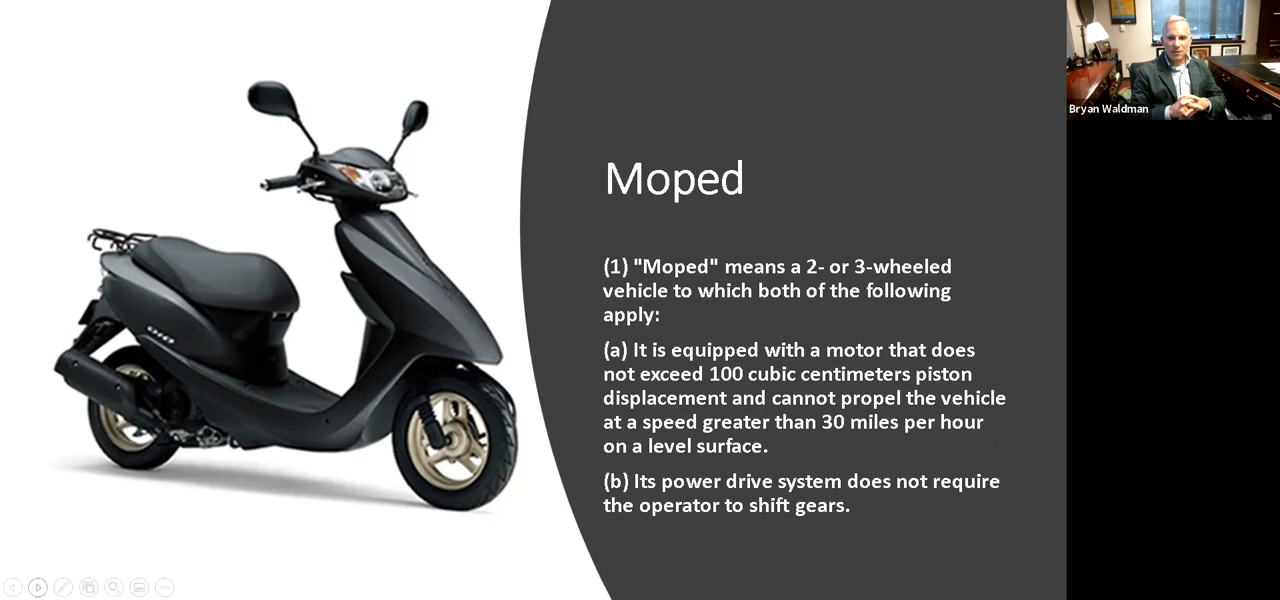 Bryan Waldman
Moped
(1) "Moped" means a 2- or 3-wheeled
vehicle to which both of the following
apply:
(a) It is equipped with a motor that does
not exceed 100 cubic centimeters piston
displacement and cannot propel the vehicle
at a speed greater than 30 miles per hour
on a level surface.
(b) Its power drive system does not require
the operator to shift gears.
Dio